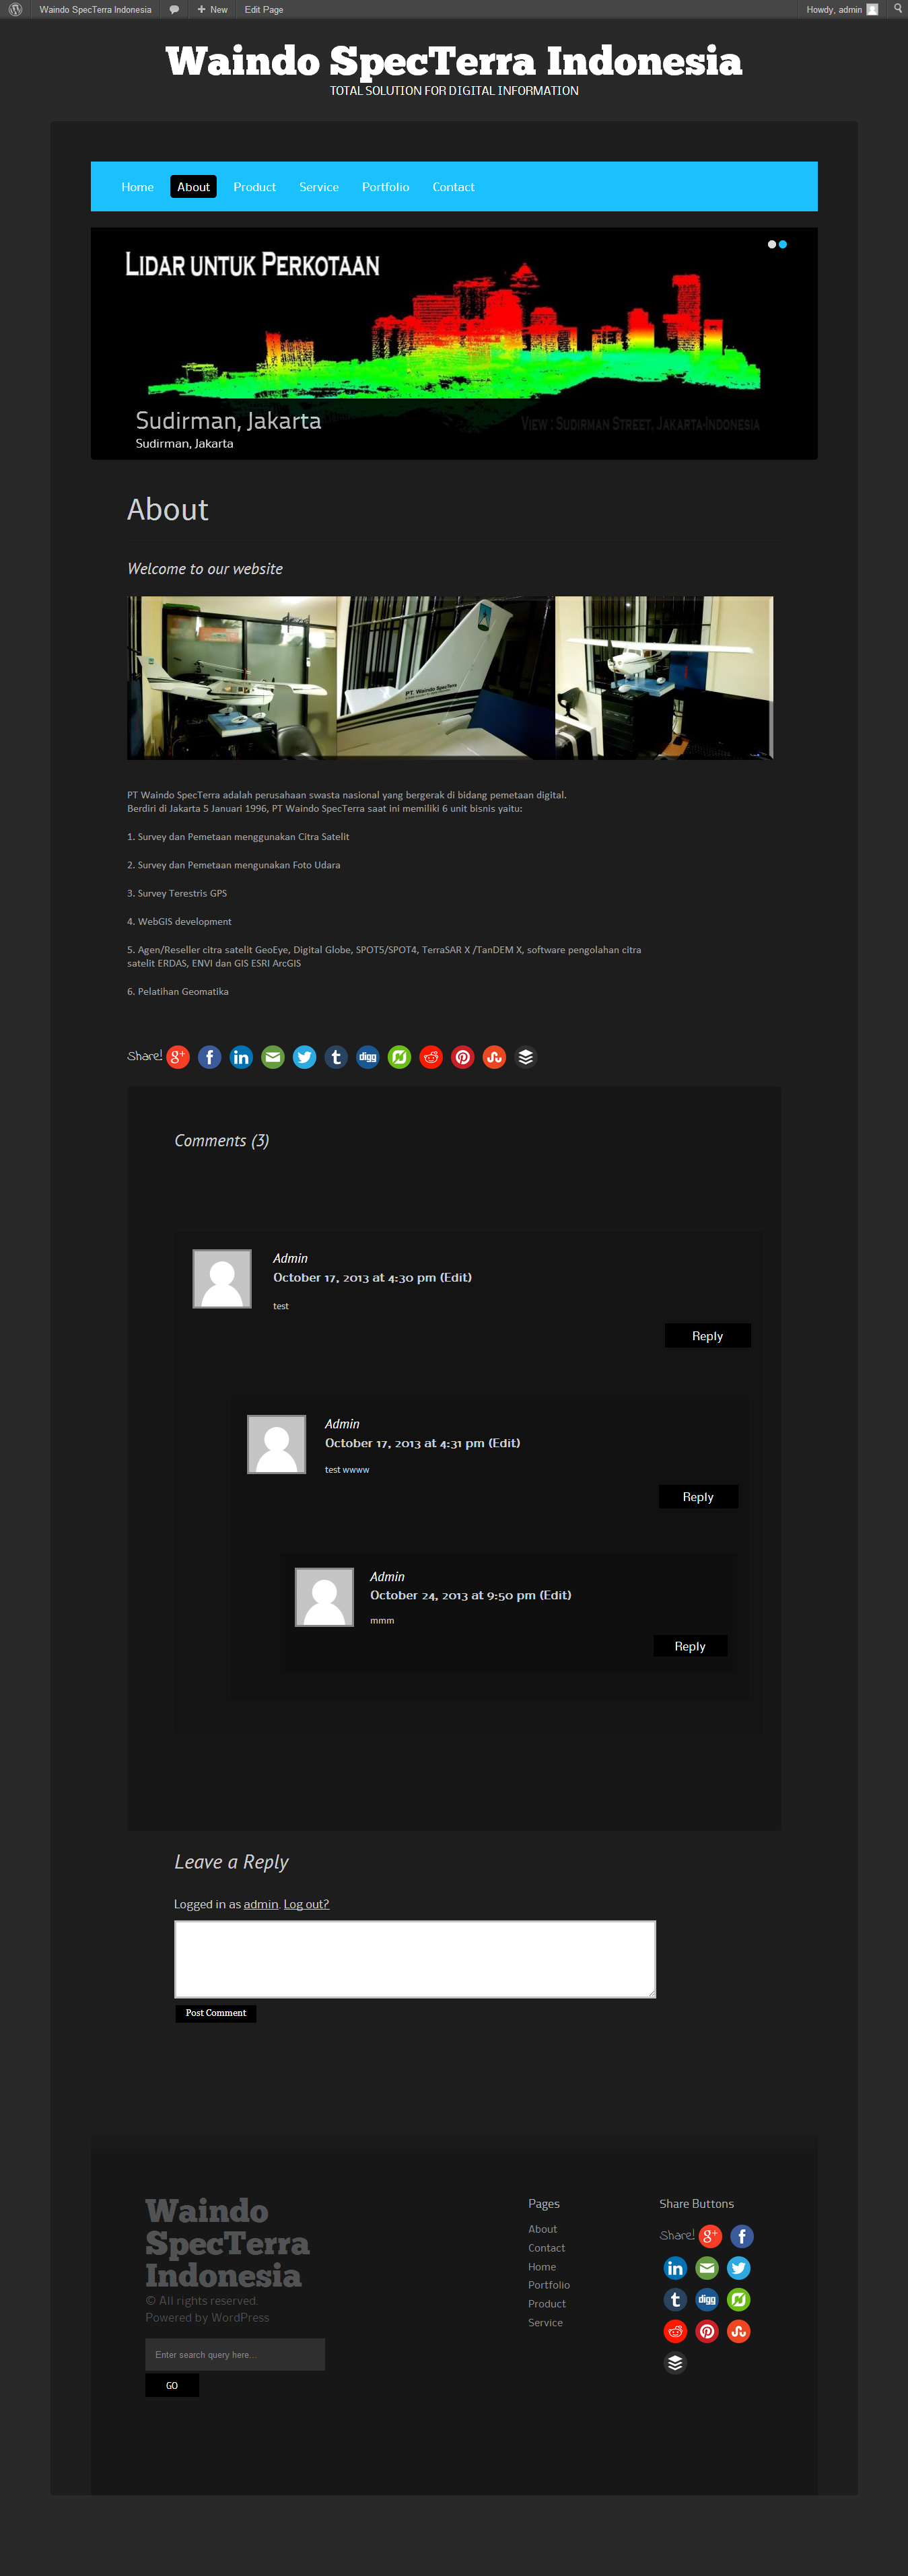 Waindo SpecTerra Indonesia
New
Edit Page
Howdy, admin
Waindo SpecTerra Indonesia
TOTAL SOLUTION FOR DIGITAL INFORMATION
Home
About
Product
Service
Portfolio
Contact
LIDAR UNTUK PERKOTAAN
Sudirman, Jakarta
VIEW : SUDIRMAN STREET, JAKARTA-INDONESIA
Sudirman, Jakarta
About
Welcome to our website
PT. Waindo SpecTerra
PT Waindo SpecTerra adalah perusahaan swasta nasional yang bergerak di bidang pemetaan digital.
Berdiri di Jakarta 5 Januari 1996, PT Waindo SpecTerra saat ini memiliki 6 unit bisnis yaitu:
1. Survey dan Pemetaan menggunakan Citra Satelit
2. Survey dan Pemetaan mengunakan Foto Udara
3. Survey Terestris GPS
4. WebGIS development
5. Agen/Reseller citra satelit GeoEye, Digital Globe, SPOT5/SPOT4, TerraSAR X /TanDEM X, software pengolahan citra
satelit ERDAS, ENVI dan GIS ESRI ArcGIS
6. Pelatihan Geomatika
Share!
digg
Comments (3)
Admin
October 17, 2013 at 4:30 pm (Edit)
test
Reply
Admin
October 17, 2013 at 4:31 pm (Edit)
test wwww
Reply
Admin
October 24, 2013 at 9:50 pm (Edit)
mmm
Reply
Leave a Reply
Logged in as admin. Log out?
Post Comment
Waindo
SpecTerra
Indonesia
© All rights reserved.
Powered by WordPress
Enter search query here...
GO
Pages
About
Contact
Home
Portfolio
Product
Service
Share Buttons
Share!
digg